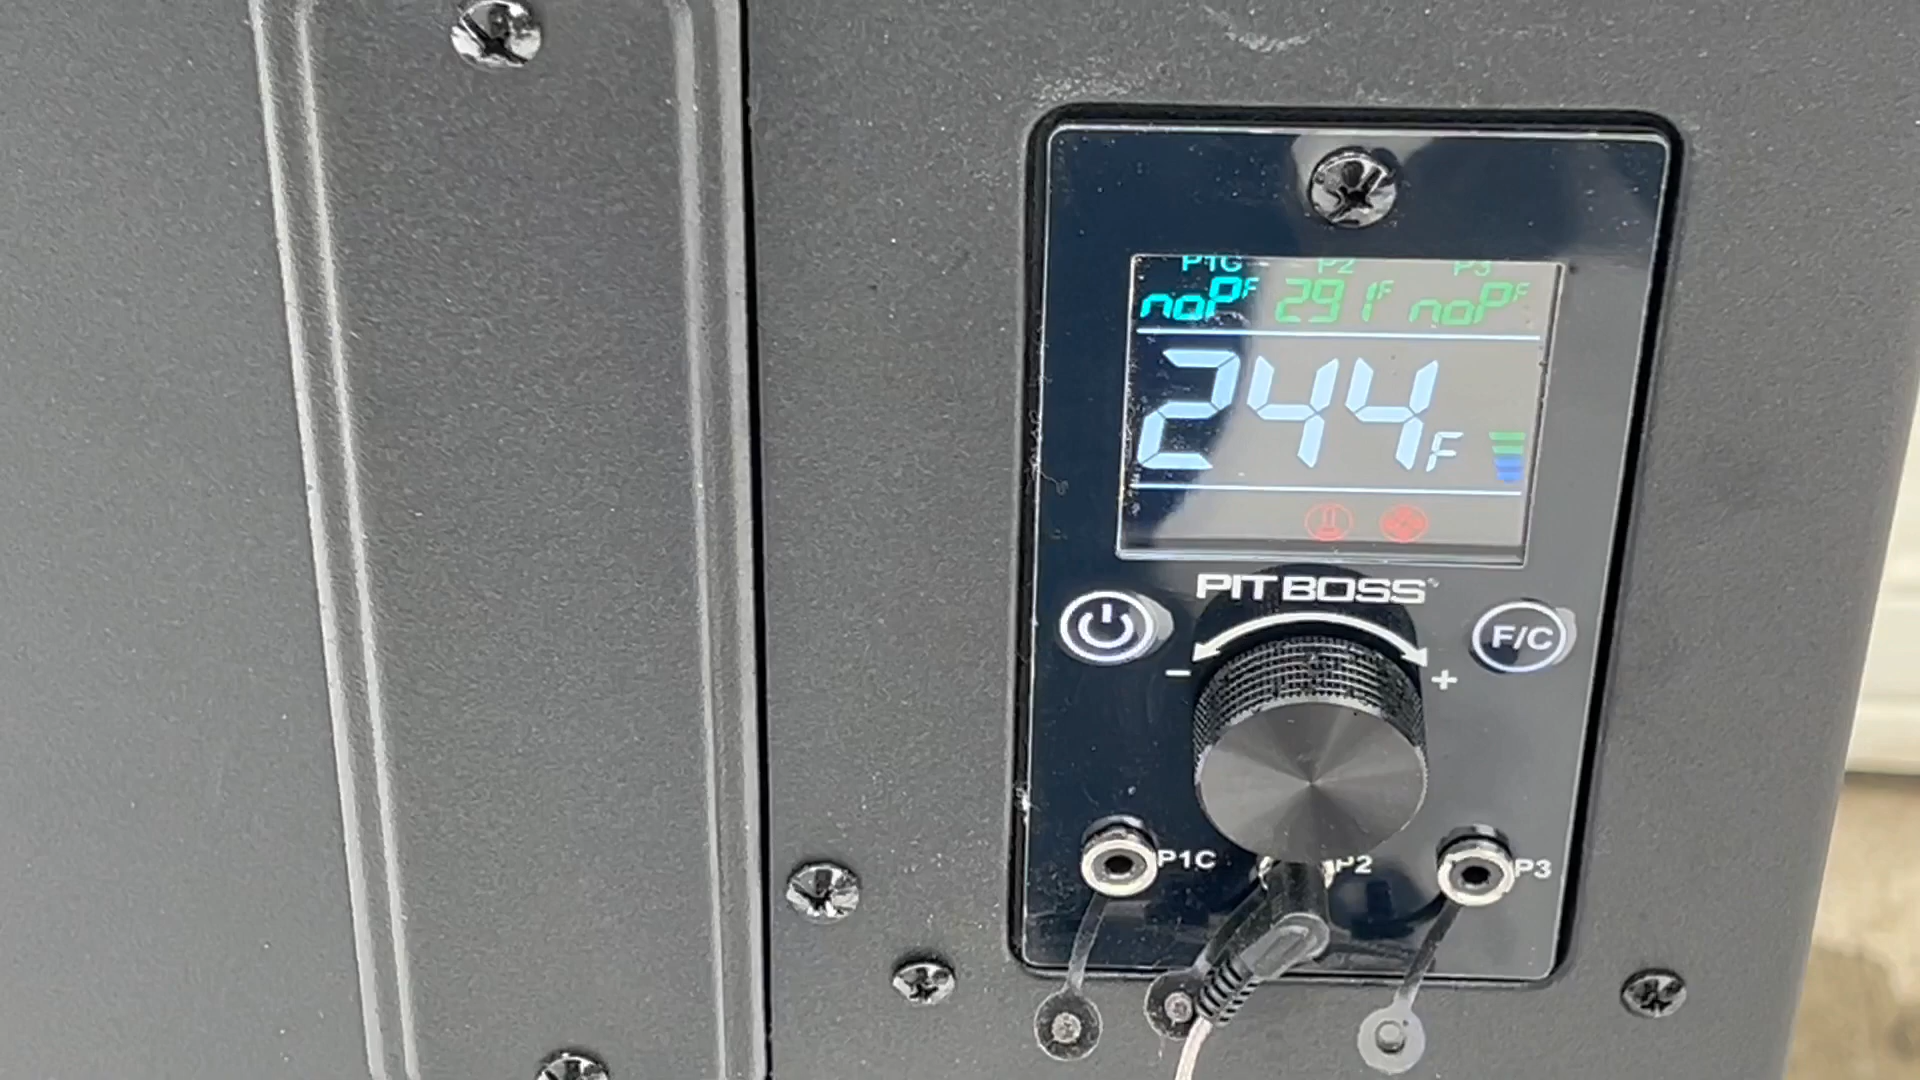 P1C P2 P3
noP F 291 F noP F
244 F
PIT BOSS
F/C
- +
P1C P2 P3